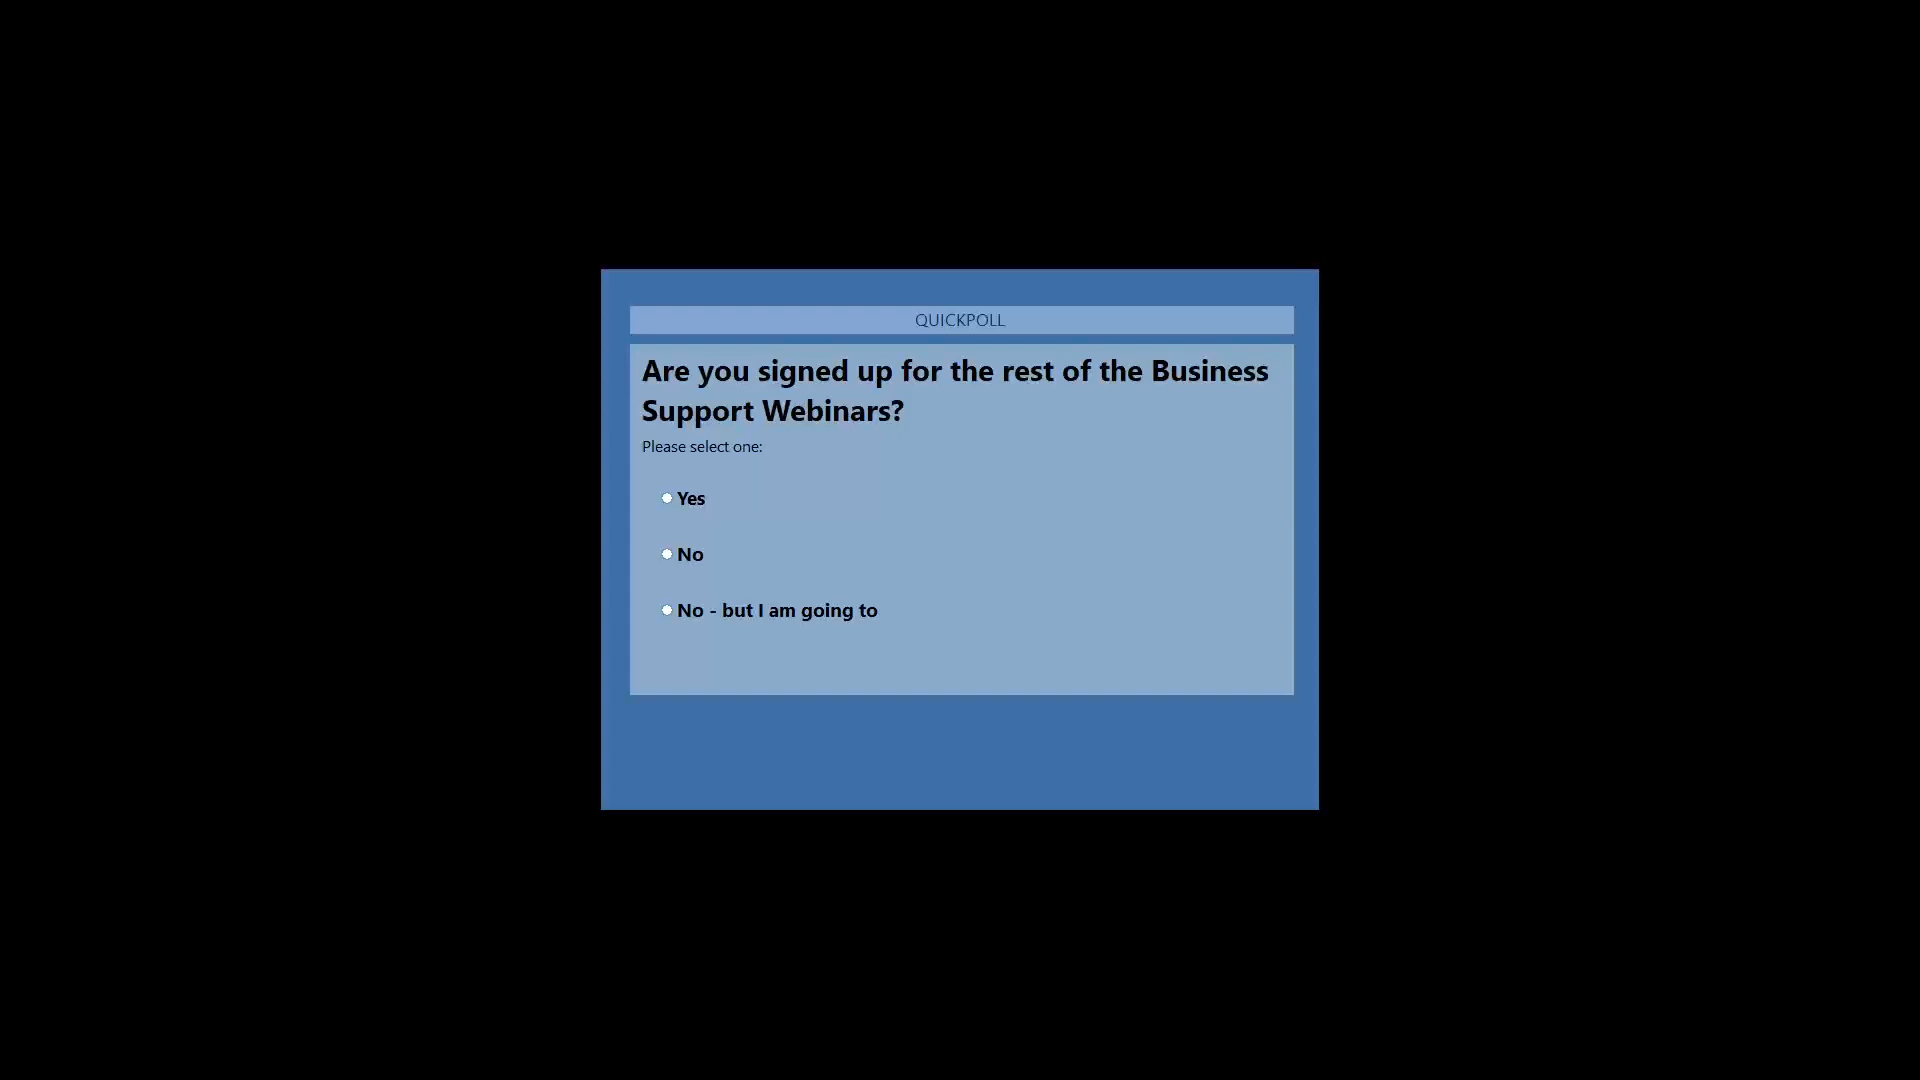 QUICKPOLL
Are you signed up for the rest of the Business
Support Webinars?
Please select one:
Yes
No
No - but I am going to